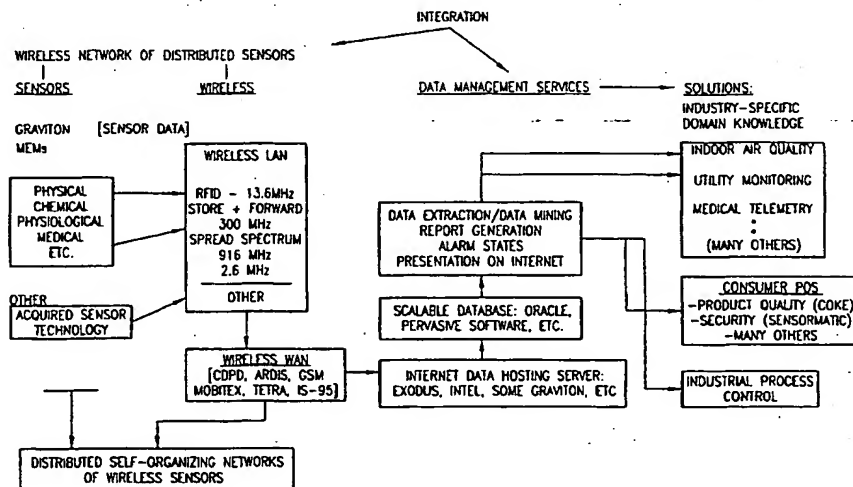 INTEGRATION
WIRELESS NETWORK OF DISTRIBUTED SENSORS
SENSORS
WIRELESS
GRAVITON
MEMs
[SENSOR DATA]
PHYSICAL
CHEMICAL
PHYSIOLOGICAL
MEDICAL
ETC.
OTHER
ACQUIRED SENSOR
TECHNOLOGY
WIRELESS LAN
RFID - 13.6MHz
STORE + FORWARD
300 MHz
SPREAD SPECTRUM
916 MHz
2.6 MHz
OTHER
WIRELESS WAN
[CDPD, ARDIS, GSM
MOBITEX, TETRA, IS-95]
DISTRIBUTED SELF-ORGANIZING NETWORKS
OF WIRELESS SENSORS
DATA MANAGEMENT SERVICES
DATA EXTRACTION/DATA MINING
REPORT GENERATION
ALARM STATES
PRESENTATION ON INTERNET
SCALABLE DATABASE: ORACLE,
PERVASIVE SOFTWARE, ETC.
INTERNET DATA HOSTING SERVER:
EXODUS, INTEL, SOME GRAVITON, ETC
SOLUTIONS:
INDUSTRY-SPECIFIC
DOMAIN KNOWLEDGE
INDOOR AIR QUALITY
UTILITY MONITORING
MEDICAL TELEMETRY
(MANY OTHERS)
CONSUMER POS
-PRODUCT QUALITY (COKE)
-SECURITY (SENSORMATIC)
-MANY OTHERS
INDUSTRIAL PROCESS
CONTROL